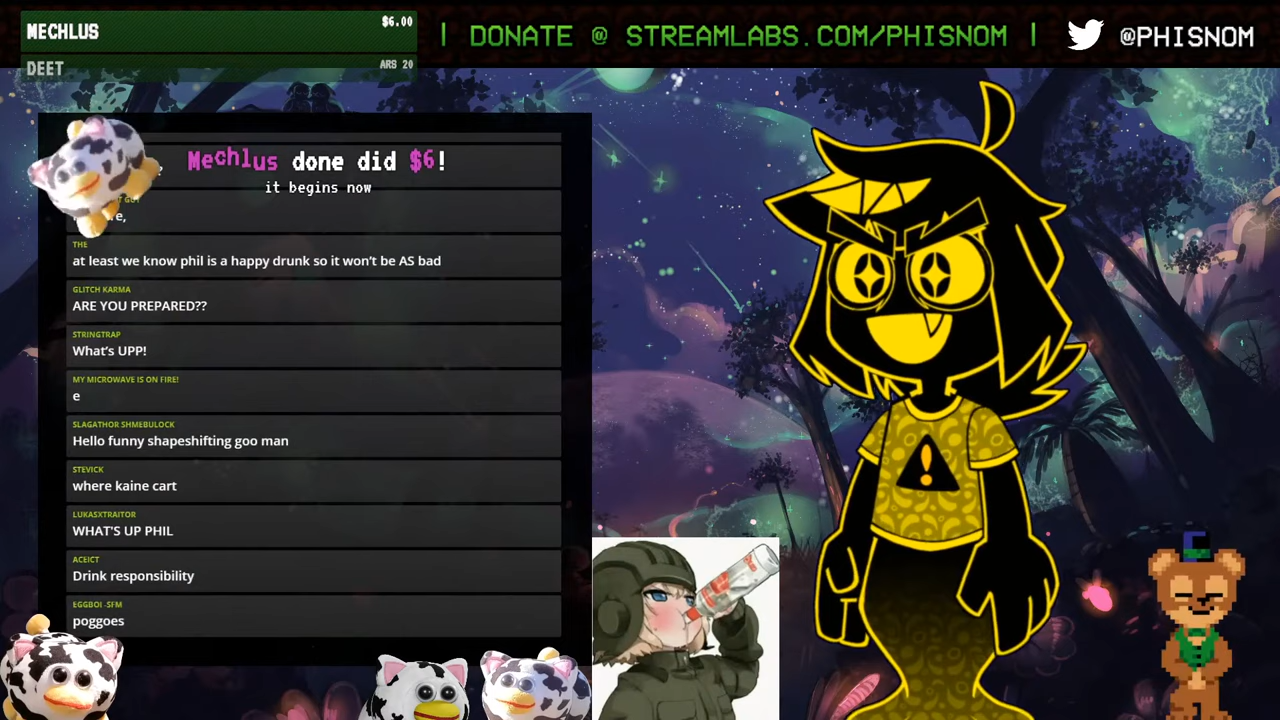 MECHLUS $6.00
DEET ARS 20
| DONATE @ STREAMLABS.COM/PHISNOM | @PHISNOM
Mechlus done did $6!
it begins now
THE
at least we know phil is a happy drunk so it won't be AS bad
GLITCH KARMA
ARE YOU PREPARED??
STRINGTRAP
What's UPP!
MY MICROWAVE IS ON FIRE!
e
SLAGATHOR SHMEBULOCK
Hello funny shapeshifting goo man
STEVICK
where kaine cart
LUKASXTRAITOR
WHAT'S UP PHIL
ACEICT
Drink responsibility
EGGBOI -SFM
poggoes
!